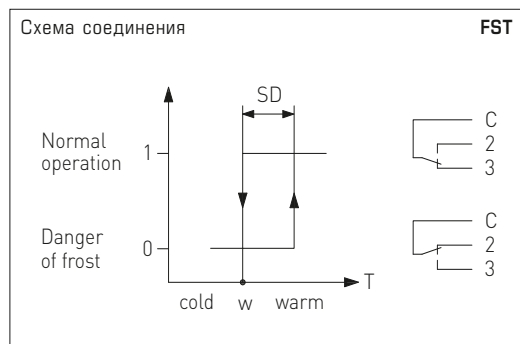 Схема соединения FST
SD
C
2
3
Normal
operation
1
C
2
3
Danger
of frost
0
T
cold w warm